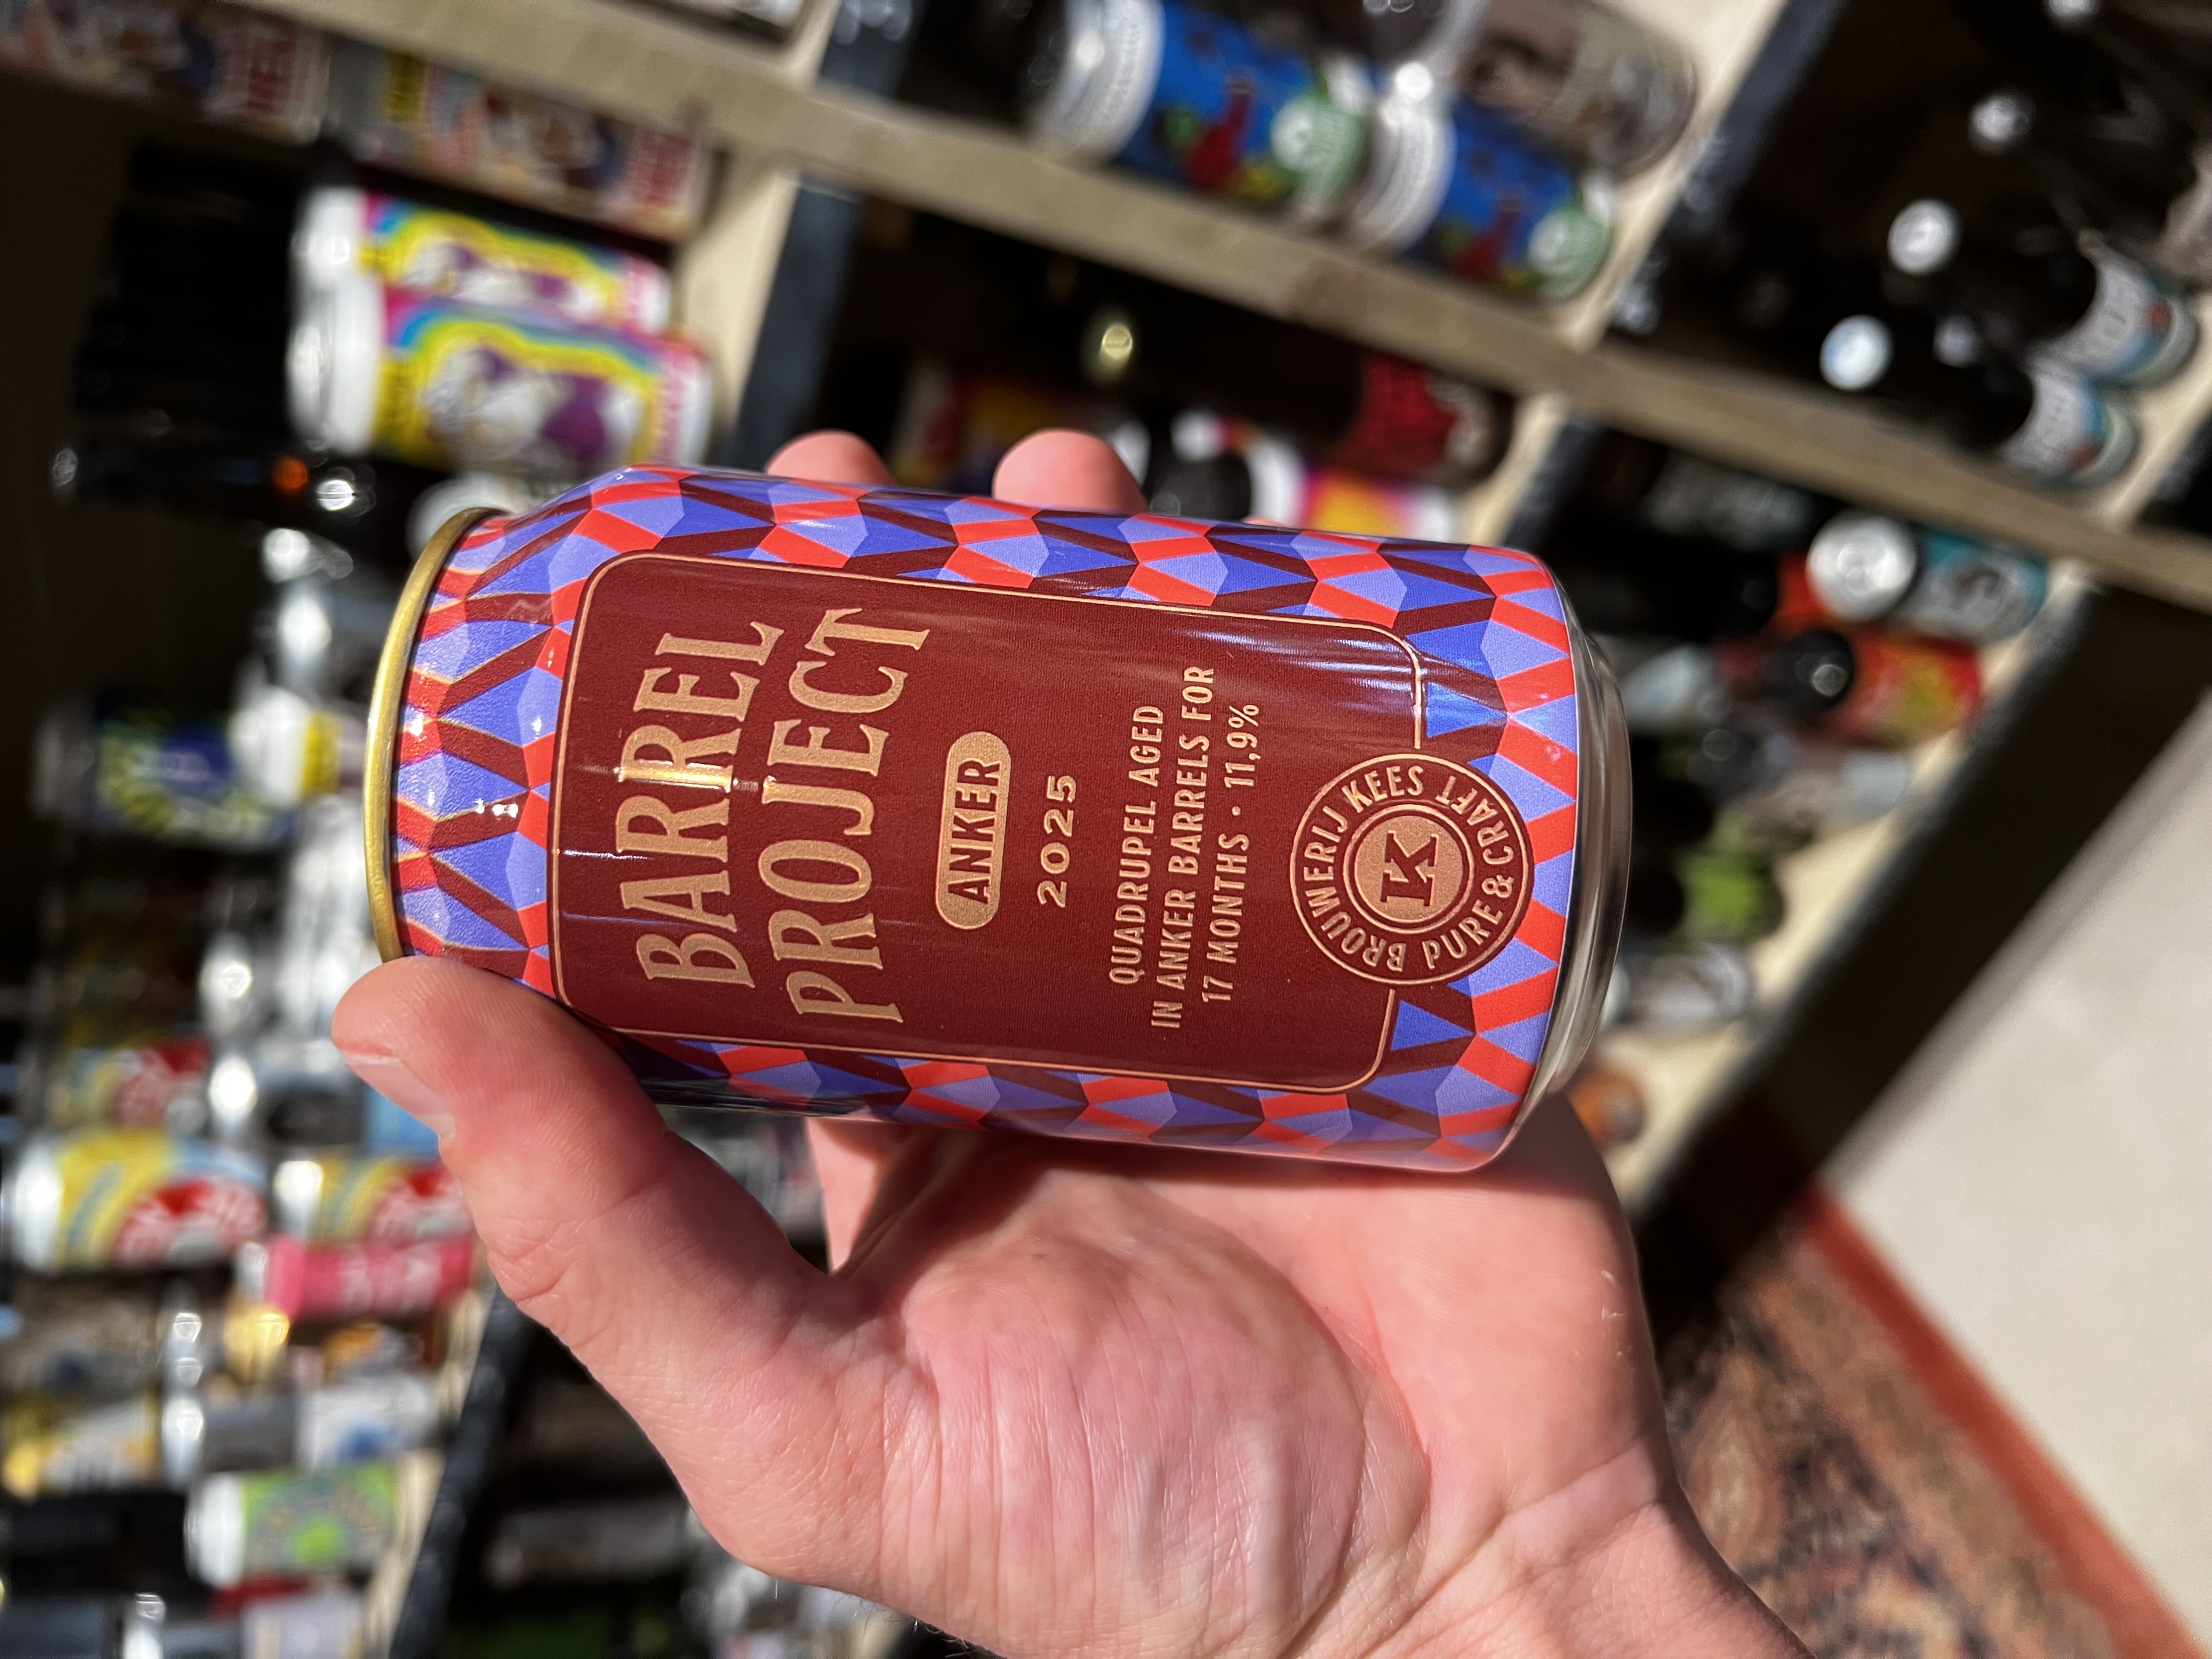 BARREL
PROJECT
ANKER
2025
QUADRUPEL AGED
IN ANKER BARRELS FOR
17 MONTHS • 11,9%
BROUWERIJ KEES
PURE & CRAFT
K